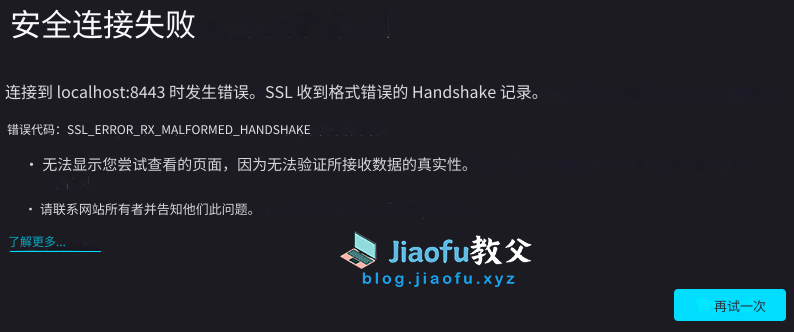 安全连接失败
连接到 localhost:8443 时发生错误。SSL 收到格式错误的 Handshake 记录。
错误代码：SSL_ERROR_RX_MALFORMED_HANDSHAKE
• 无法显示您尝试查看的页面，因为无法验证所接收数据的真实性。
• 请联系网站所有者并告知他们此问题。
了解更多...
Jiaofu教父
blog.jiaofu.xyz
再试一次